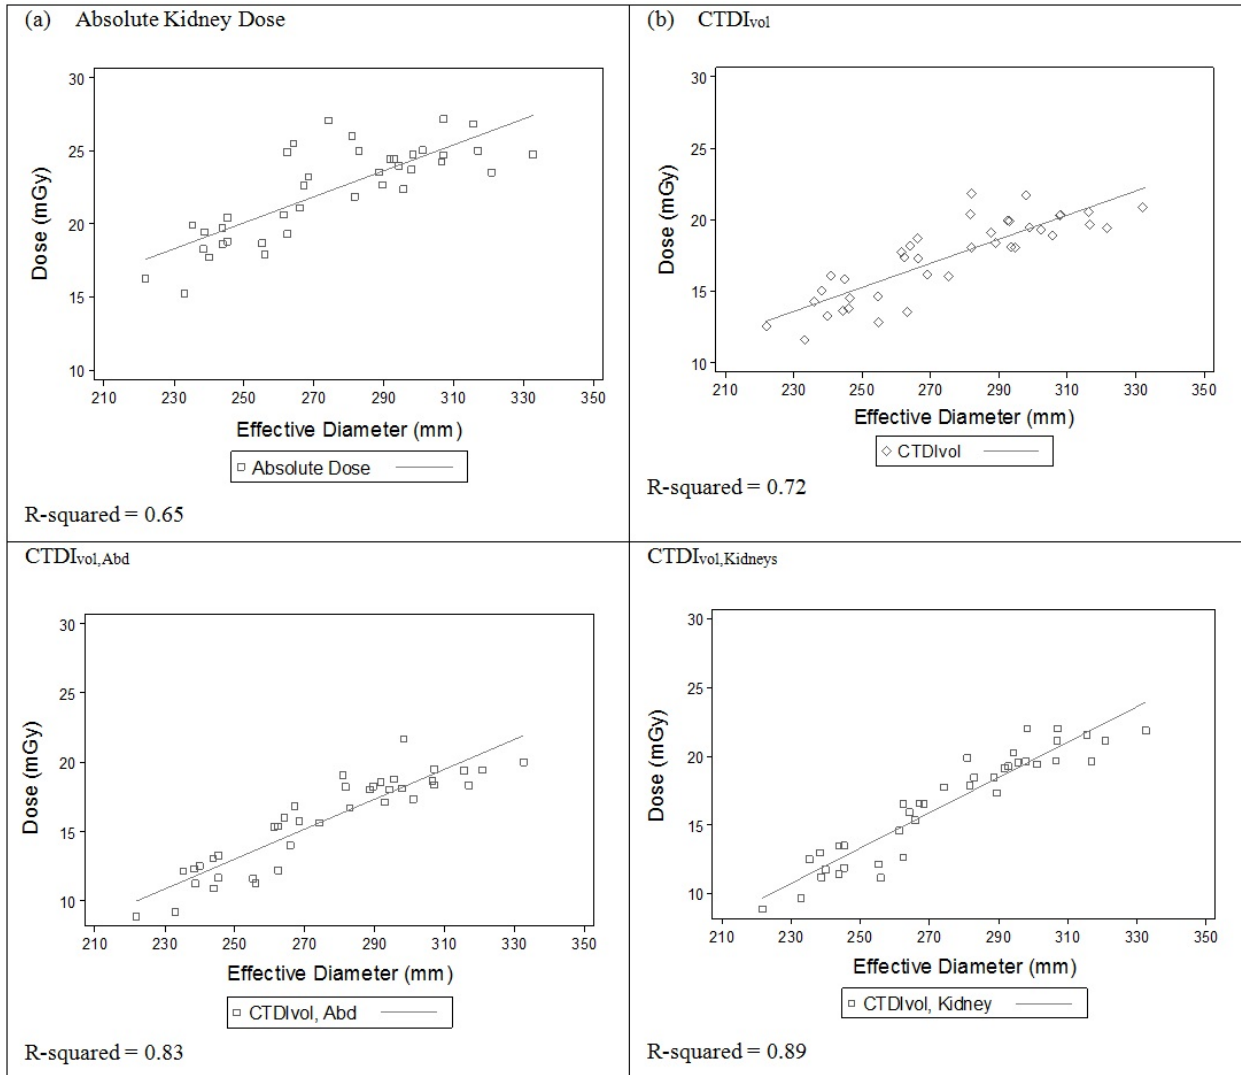 (a) Absolute Kidney Dose
30
25
20
15
10
Dose (mGy)
210 230 250 270 290 310 330 350
Effective Diameter (mm)
Absolute Dose
R-squared = 0.65
(b) CTDIvol
30
25
20
15
10
Dose (mGy)
210 230 250 270 290 310 330 350
Effective Diameter (mm)
CTDIvol
R-squared = 0.72
CTDIvol,Abd
30
25
20
15
10
Dose (mGy)
210 230 250 270 290 310 330 350
Effective Diameter (mm)
CTDIvol, Abd
R-squared = 0.83
CTDIvol,Kidneys
30
25
20
15
10
Dose (mGy)
210 230 250 270 290 310 330 350
Effective Diameter (mm)
CTDIvol, Kidney
R-squared = 0.89